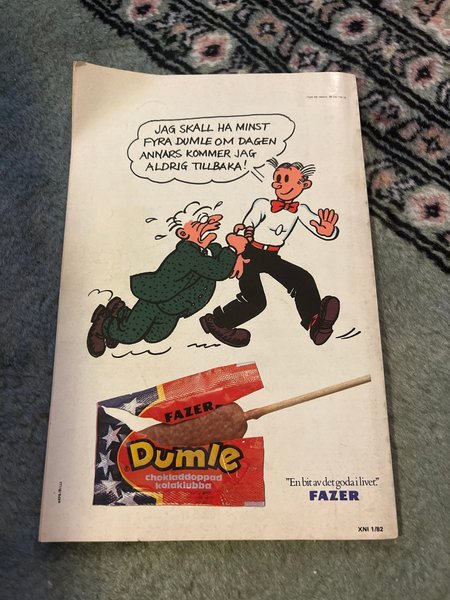 JAG SKALL HA MINST
FYRA DUMLE OM DAGEN
ANNARS KOMMER JAG
ALDRIG TILLBAKA!
FAZER
Dumle
chokladdoppad
kolaklubba
"En bit av det goda i livet."
FAZER
XNI 1/82